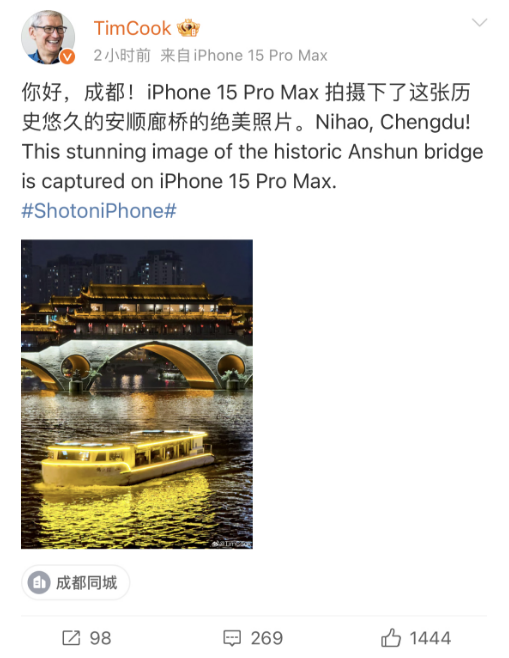 TimCook
2小时前 来自iPhone 15 Pro Max
你好，成都！iPhone 15 Pro Max 拍摄下了这张历
史悠久的安顺廊桥的绝美照片。Nihao, Chengdu!
This stunning image of the historic Anshun bridge
is captured on iPhone 15 Pro Max.
#ShotoniPhone#
@TimCook
成都同城
98 269 1444